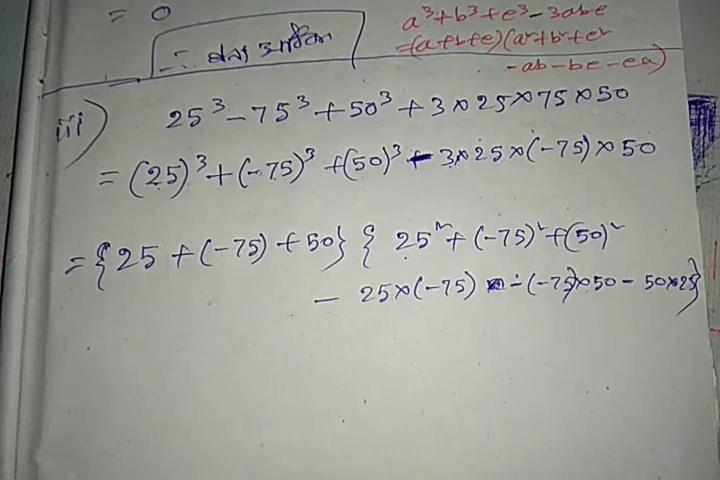 = 0
a³+b³+c³-3abc
=(a+b+c)(a²+b²+c²
-ab-bc-ca)
iii) 25³ - 75³ + 50³ + 3×25×75×50
= (25)³+(-75)³ +(50)³ - 3×25×(-75)×50
= {25 +(-75) +50} { 25² +(-75)² +(50)²
- 25×(-75) - (-75)×50 - 50×25}